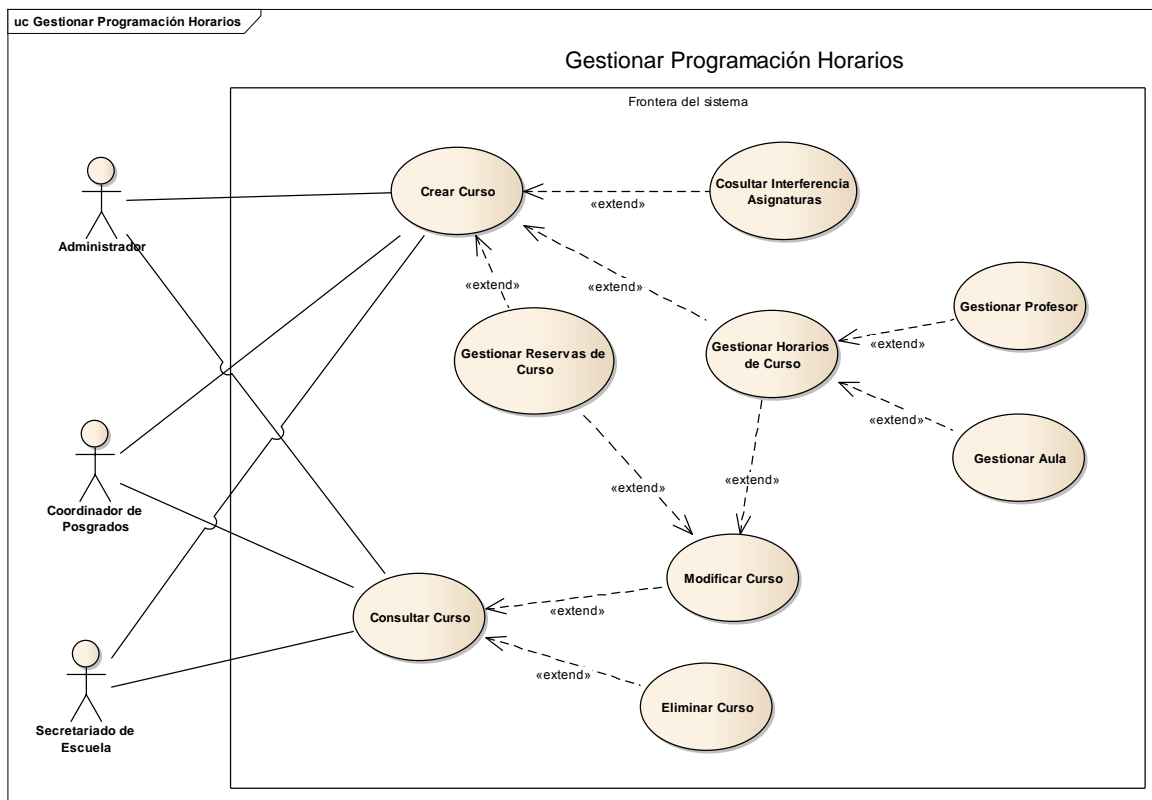 uc Gestionar Programación Horarios
Gestionar Programación Horarios
Frontera del sistema
Administrador
Crear Curso
Cosultar Interferencia
Asignaturas
«extend»
«extend»
«extend»
Gestionar Reservas de
Curso
Gestionar Horarios
de Curso
Gestionar Profesor
«extend»
«extend»
Gestionar Aula
Coordinador de
Posgrados
«extend»
«extend»
Modificar Curso
Consultar Curso
«extend»
«extend»
Eliminar Curso
Secretariado de
Escuela